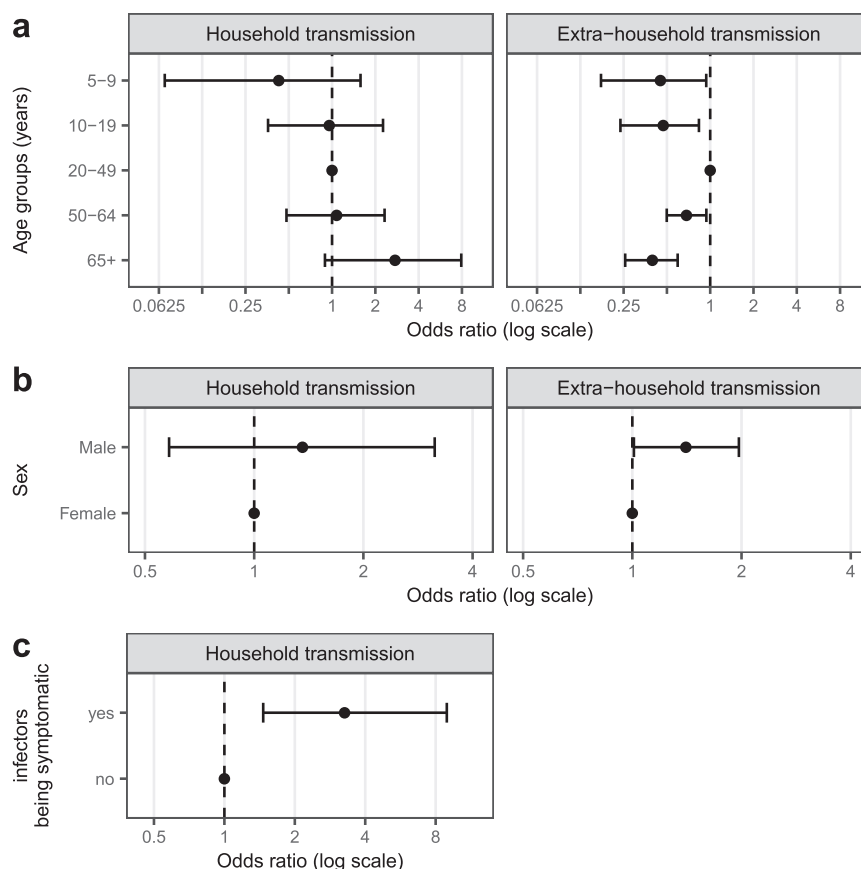 a
Household transmission
Extra−household transmission
Age groups (years)
5−9
10−19
20−49
50−64
65+
0.0625 0.25 1 2 4 8
0.0625 0.25 1 2 4 8
Odds ratio (log scale)
b
Household transmission
Extra−household transmission
Sex
Male
Female
0.5 1 2 4
0.5 1 2 4
Odds ratio (log scale)
c
Household transmission
infectors
being symptomatic
yes
no
0.5 1 2 4 8
Odds ratio (log scale)